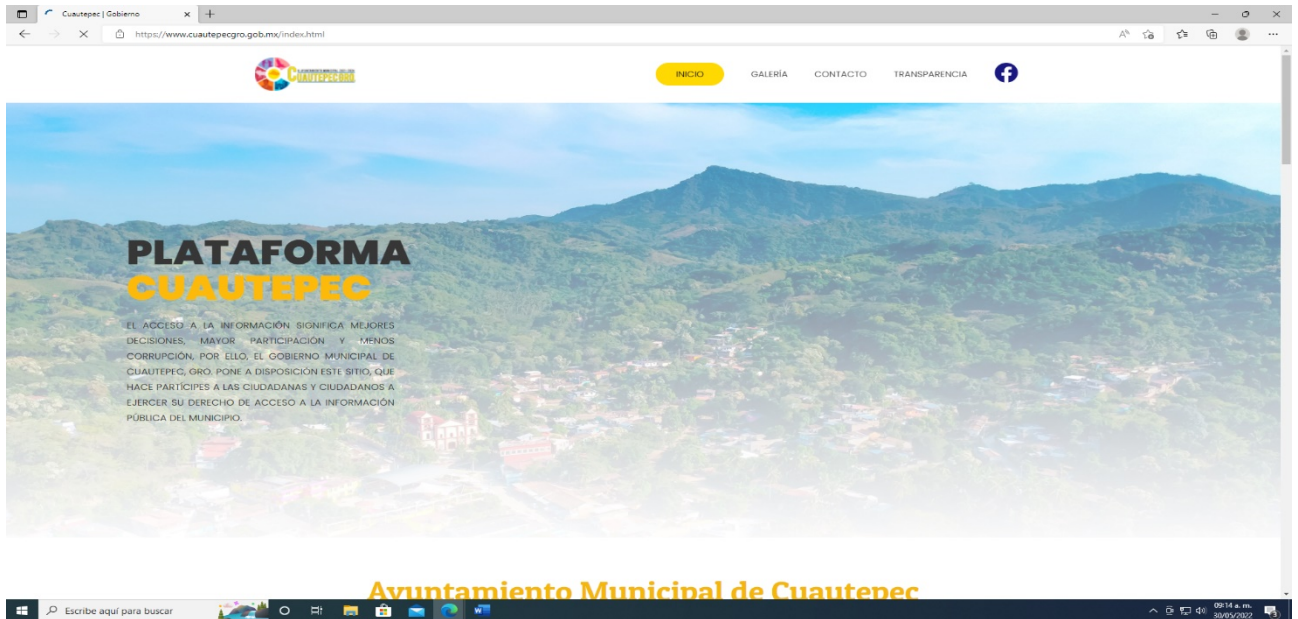 Cuautepec | Gobierno
https://www.cuautepecgro.gob.mx/index.html
CUAUTEPECGRO
INICIO
GALERÍA
CONTACTO
TRANSPARENCIA
PLATAFORMA
CUAUTEPEC
EL ACCESO A LA INFORMACIÓN SIGNIFICA MEJORES
DECISIONES, MAYOR PARTICIPACIÓN Y MENOS
CORRUPCIÓN, POR ELLO, EL GOBIERNO MUNICIPAL DE
CUAUTEPEC, GRO. PONE A DISPOSICIÓN ESTE SITIO, QUE
HACE PARTÍCIPES A LAS CIUDADANAS Y CIUDADANOS A
EJERCER SU DERECHO DE ACCESO A LA INFORMACIÓN
PÚBLICA DEL MUNICIPIO.
Ayuntamiento Municipal de Cuautepec
Escribe aquí para buscar
09:14 a. m.
30/05/2022